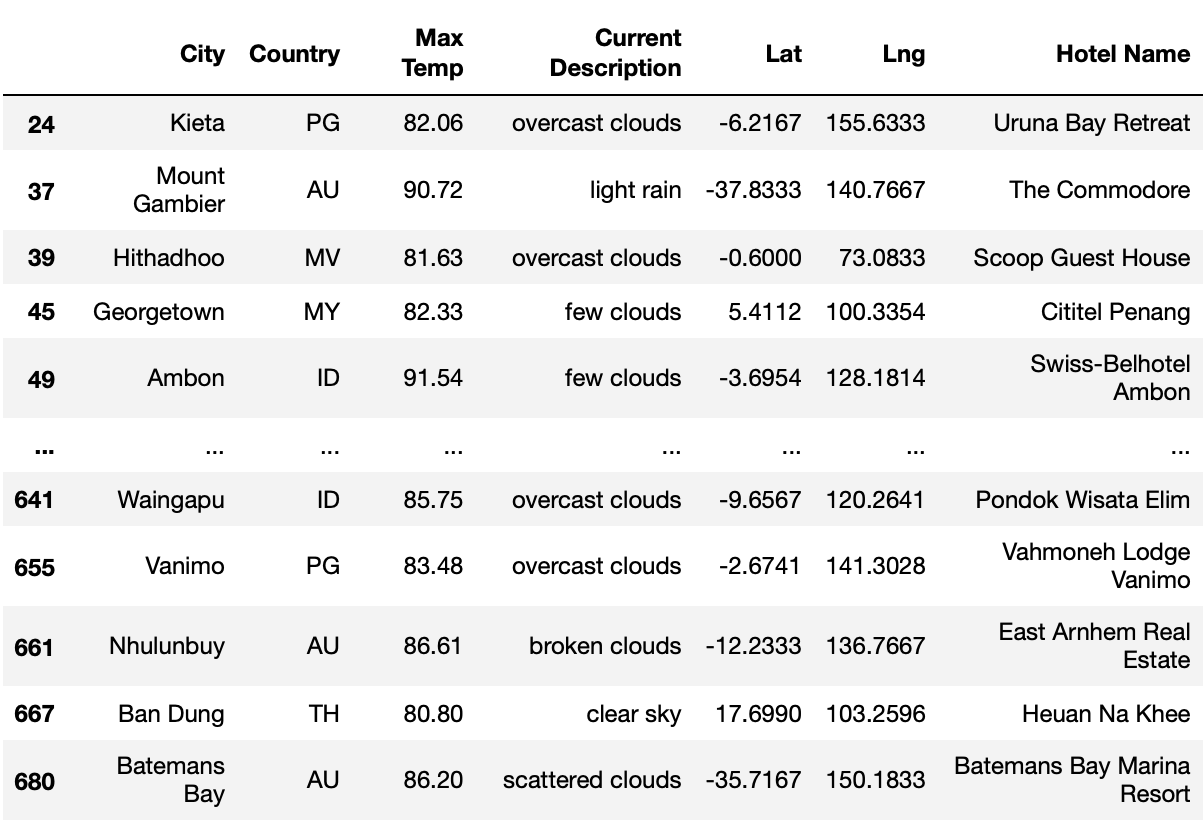 City Country Max Temp Current Description Lat Lng Hotel Name
24 Kieta PG 82.06 overcast clouds -6.2167 155.6333 Uruna Bay Retreat
37 Mount Gambier AU 90.72 light rain -37.8333 140.7667 The Commodore
39 Hithadhoo MV 81.63 overcast clouds -0.6000 73.0833 Scoop Guest House
45 Georgetown MY 82.33 few clouds 5.4112 100.3354 Cititel Penang
49 Ambon ID 91.54 few clouds -3.6954 128.1814 Swiss-Belhotel Ambon
... ... ... ... ... ... ... ...
641 Waingapu ID 85.75 overcast clouds -9.6567 120.2641 Pondok Wisata Elim
655 Vanimo PG 83.48 overcast clouds -2.6741 141.3028 Vahmoneh Lodge Vanimo
661 Nhulunbuy AU 86.61 broken clouds -12.2333 136.7667 East Arnhem Real Estate
667 Ban Dung TH 80.80 clear sky 17.6990 103.2596 Heuan Na Khee
680 Batemans Bay AU 86.20 scattered clouds -35.7167 150.1833 Batemans Bay Marina Resort